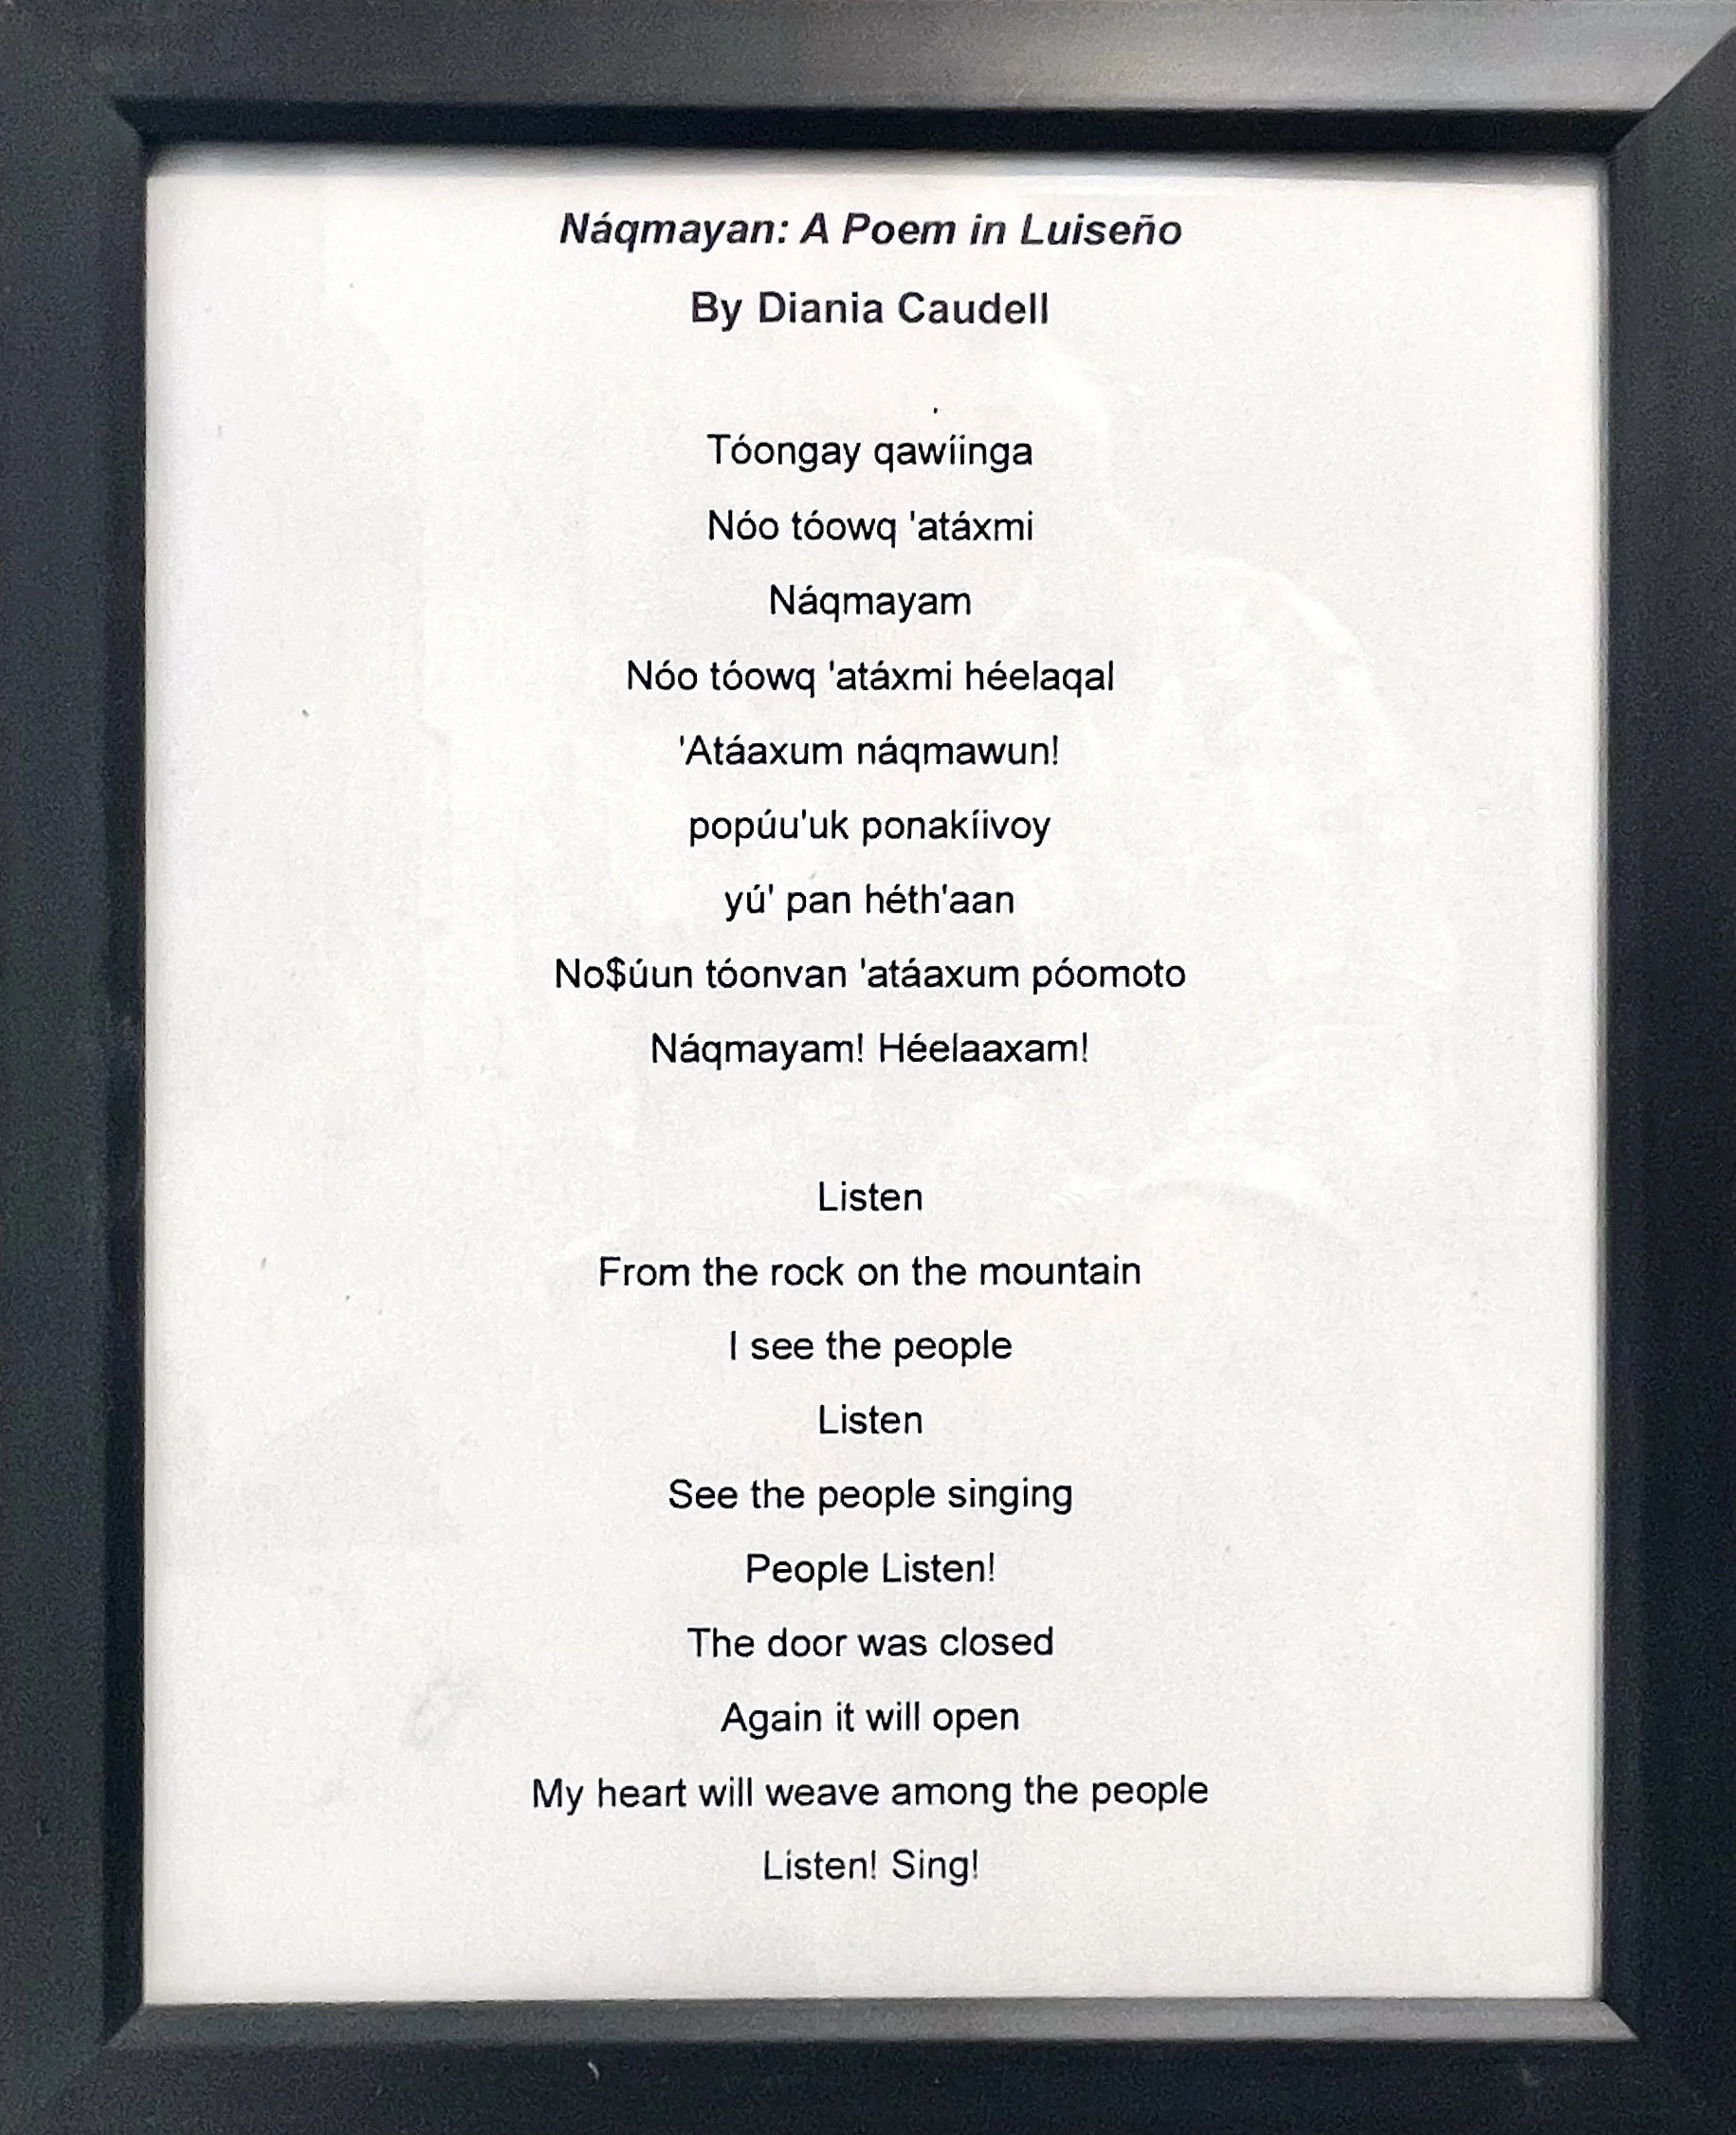 Náqmayan: A Poem in Luiseño
By Diania Caudell
Tóongay qawíinga
Nóo tóowq 'atáxmi
Náqmayam
Nóo tóowq 'atáxmi héelaqal
'Atáaxum náqmawun!
popúu'uk ponakíivoy
yú' pan héth'aan
No$úun tóonvan 'atáaxum póomoto
Náqmayam! Héelaaxam!
Listen
From the rock on the mountain
I see the people
Listen
See the people singing
People Listen!
The door was closed
Again it will open
My heart will weave among the people
Listen! Sing!